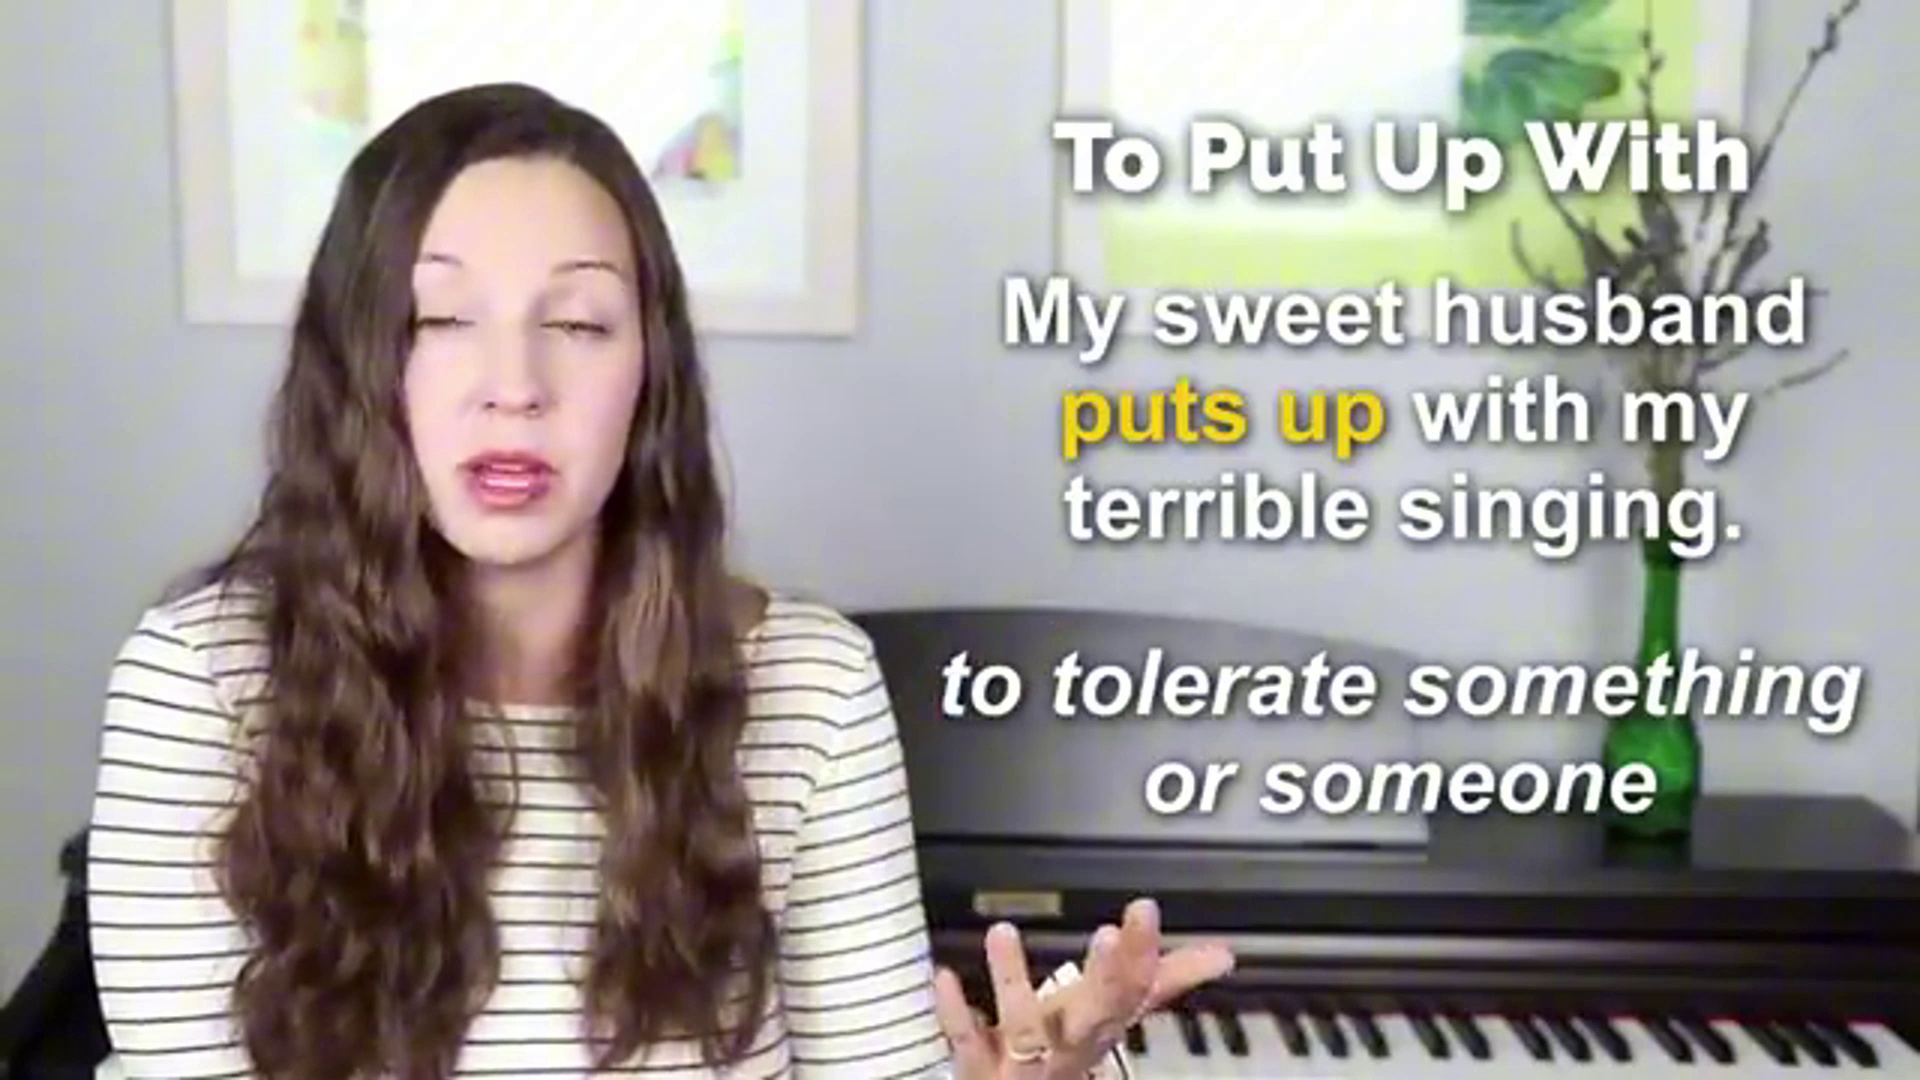 To Put Up With
My sweet husband
puts up with my
terrible singing.
to tolerate something
or someone